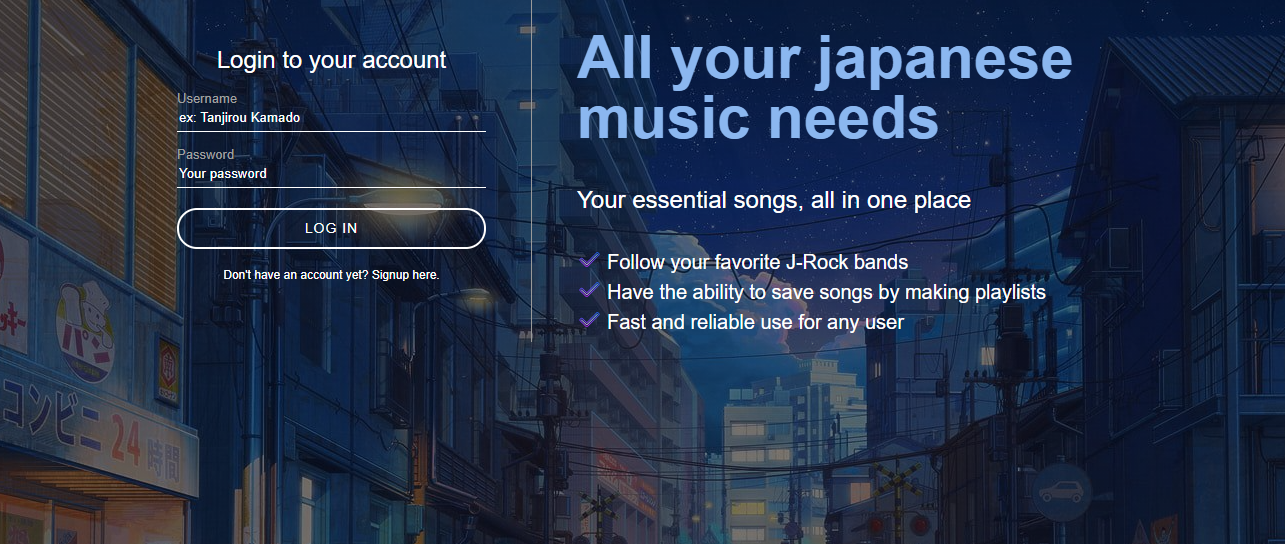 Login to your account
Username
ex: Tanjirou Kamado
Password
Your password
LOG IN
Don't have an account yet? Signup here.
All your japanese
music needs
Your essential songs, all in one place
Follow your favorite J-Rock bands
Have the ability to save songs by making playlists
Fast and reliable use for any user
パン
コンビニ 24 時間